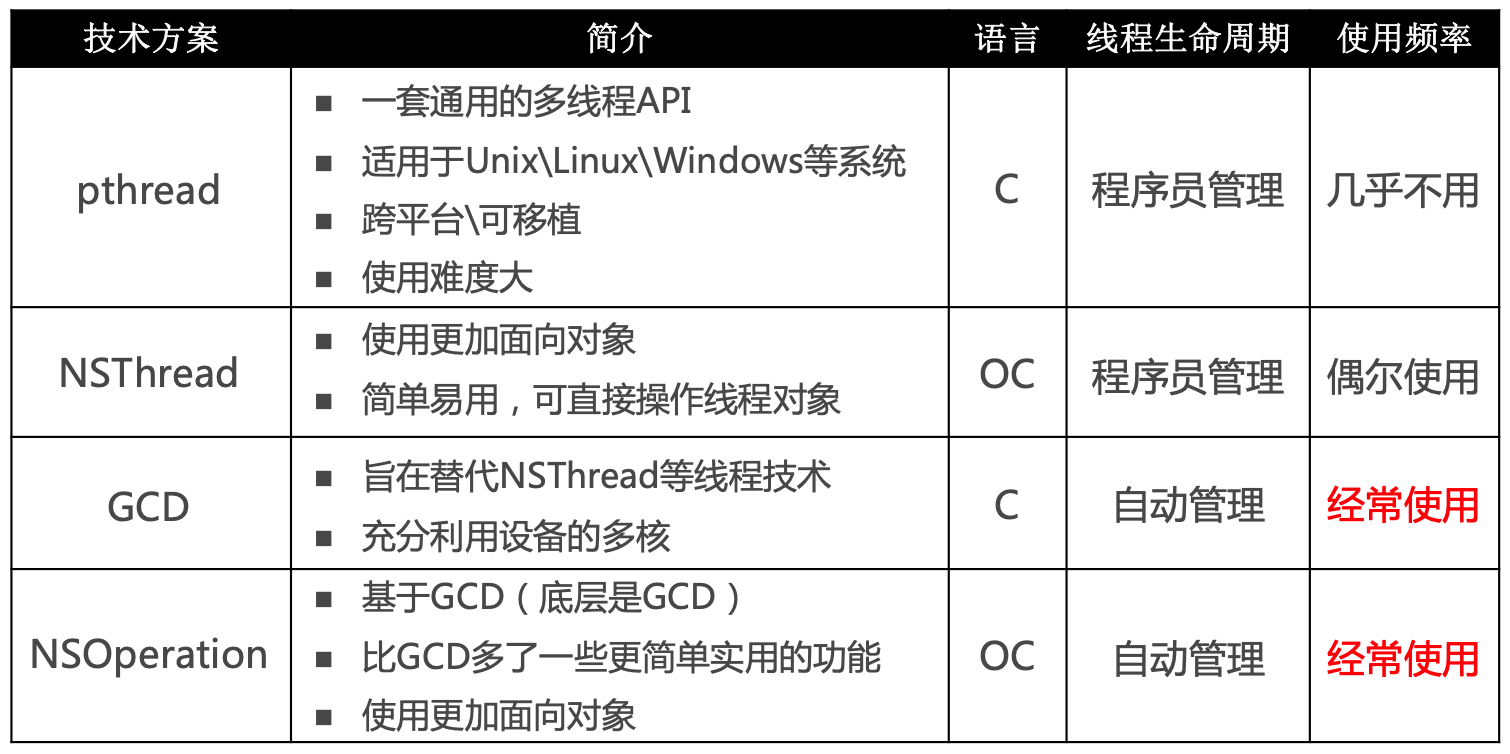 技术方案 简介 语言 线程生命周期 使用频率
pthread
■ 一套通用的多线程API
■ 适用于Unix\Linux\Windows等系统
■ 跨平台\可移植
■ 使用难度大
C
程序员管理
几乎不用
NSThread
■ 使用更加面向对象
■ 简单易用，可直接操作线程对象
OC
程序员管理
偶尔使用
GCD
■ 旨在替代NSThread等线程技术
■ 充分利用设备的多核
C
自动管理
经常使用
NSOperation
■ 基于GCD（底层是GCD）
■ 比GCD多了一些更简单实用的功能
■ 使用更加面向对象
OC
自动管理
经常使用